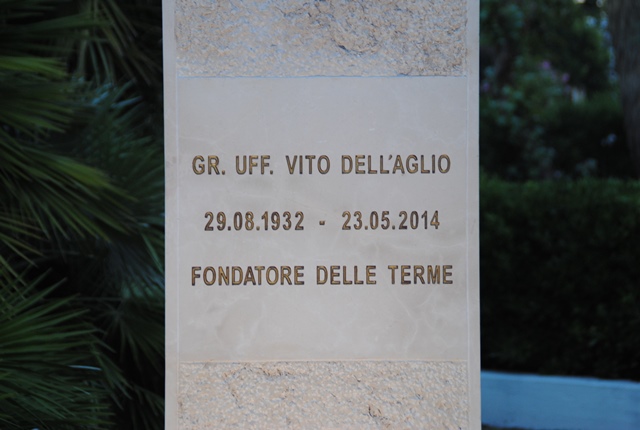 GR. UFF. VITO DELL'AGLIO
29.08.1932 - 23.05.2014
FONDATORE DELLE TERME